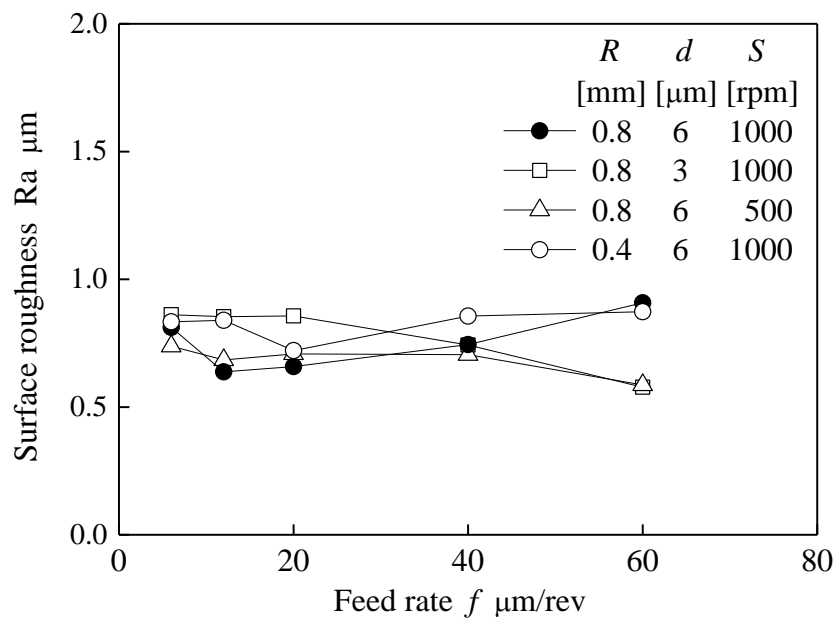 2.0
1.5
1.0
0.5
0.0
0 20 40 60 80
Surface roughness Ra μm
Feed rate f μm/rev
R d S
[mm] [μm] [rpm]
0.8 6 1000
0.8 3 1000
0.8 6 500
0.4 6 1000